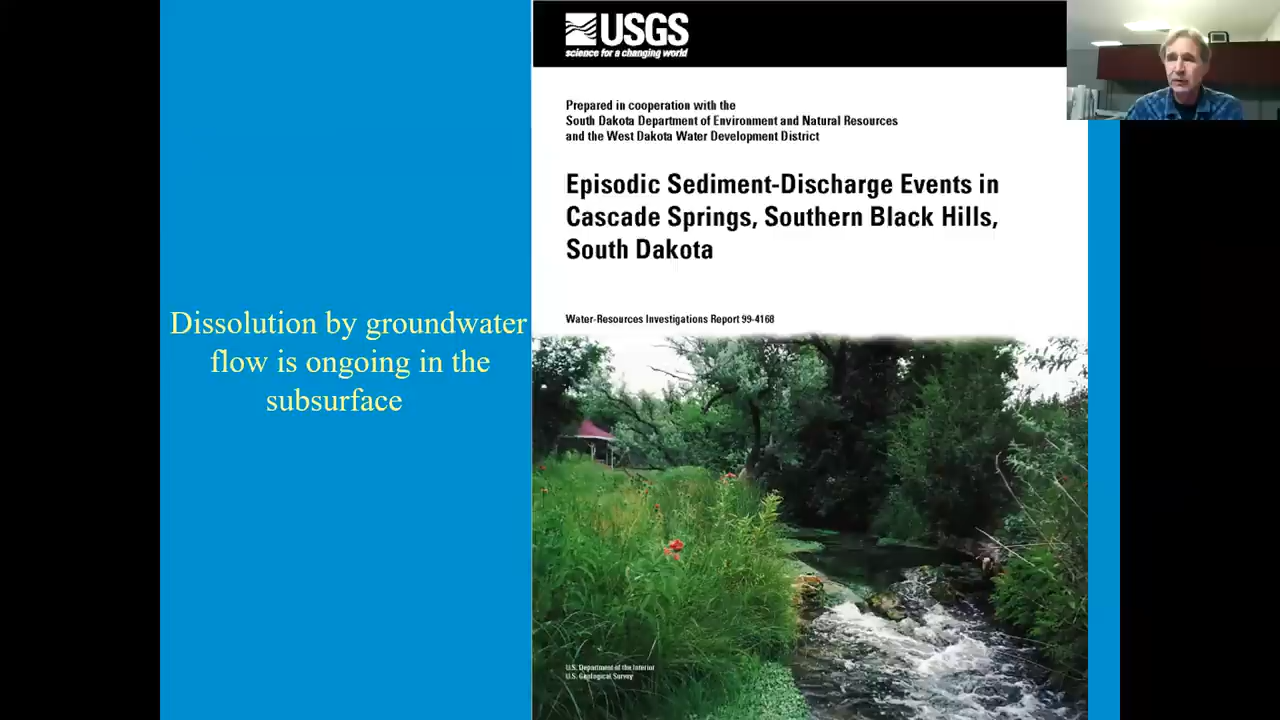 USGS
science for a changing world
Prepared in cooperation with the
South Dakota Department of Environment and Natural Resources
and the West Dakota Water Development District
Episodic Sediment-Discharge Events in
Cascade Springs, Southern Black Hills,
South Dakota
Water-Resources Investigations Report 99-4168
Dissolution by groundwater
flow is ongoing in the
subsurface
U.S. Department of the Interior
U.S. Geological Survey